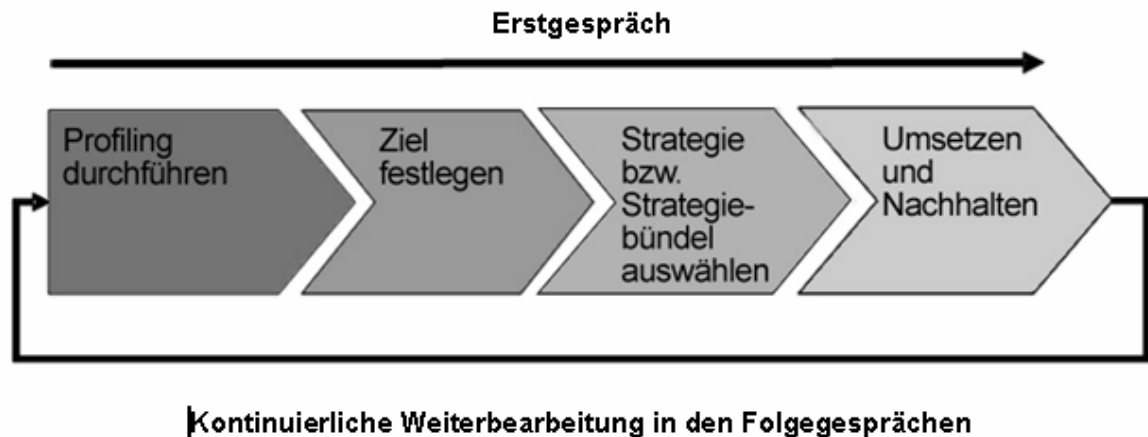 Erstgespräch
Profiling
durchführen
Ziel
festlegen
Strategie
bzw.
Strategie-
bündel
auswählen
Umsetzen
und
Nachhalten
Kontinuierliche Weiterbearbeitung in den Folgegesprächen